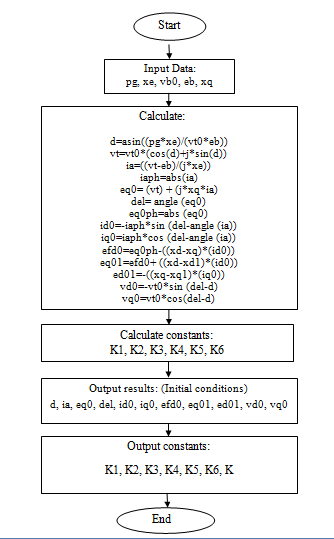 Start
Input Data:
pg, xe, vb0, eb, xq
Calculate:
d=asin((pg*xe)/(vt0*eb))
vt=vt0*(cos(d)+j*sin(d))
ia=((vt-eb)/(j*xe))
iaph=abs(ia)
eq0= (vt) + (j*xq*ia)
del= angle (eq0)
eq0ph=abs (eq0)
id0=-iaph*sin (del-angle (ia))
iq0=iaph*cos (del-angle (ia))
efd0=eq0ph-((xd-xq)*(id0))
eq01=efd0+ ((xd-xd1)*(id0))
ed01=-((xq-xq1)*(iq0))
vd0=-vt0*sin (del-d)
vq0=vt0*cos(del-d)
Calculate constants:
K1, K2, K3, K4, K5, K6
Output results: (Initial conditions)
d, ia, eq0, del, id0, iq0, efd0, eq01, ed01, vd0, vq0
Output constants:
K1, K2, K3, K4, K5, K6, K
End